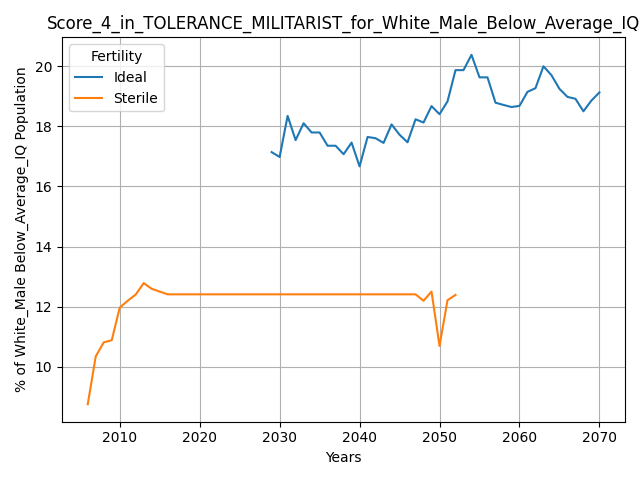 Score_4_in_TOLERANCE_MILITARIST_for_White_Male_Below_Average_IQ
Fertility
Ideal
Sterile
% of White_Male Below_Average_IQ Population
20
18
16
14
12
10
2010 2020 2030 2040 2050 2060 2070
Years